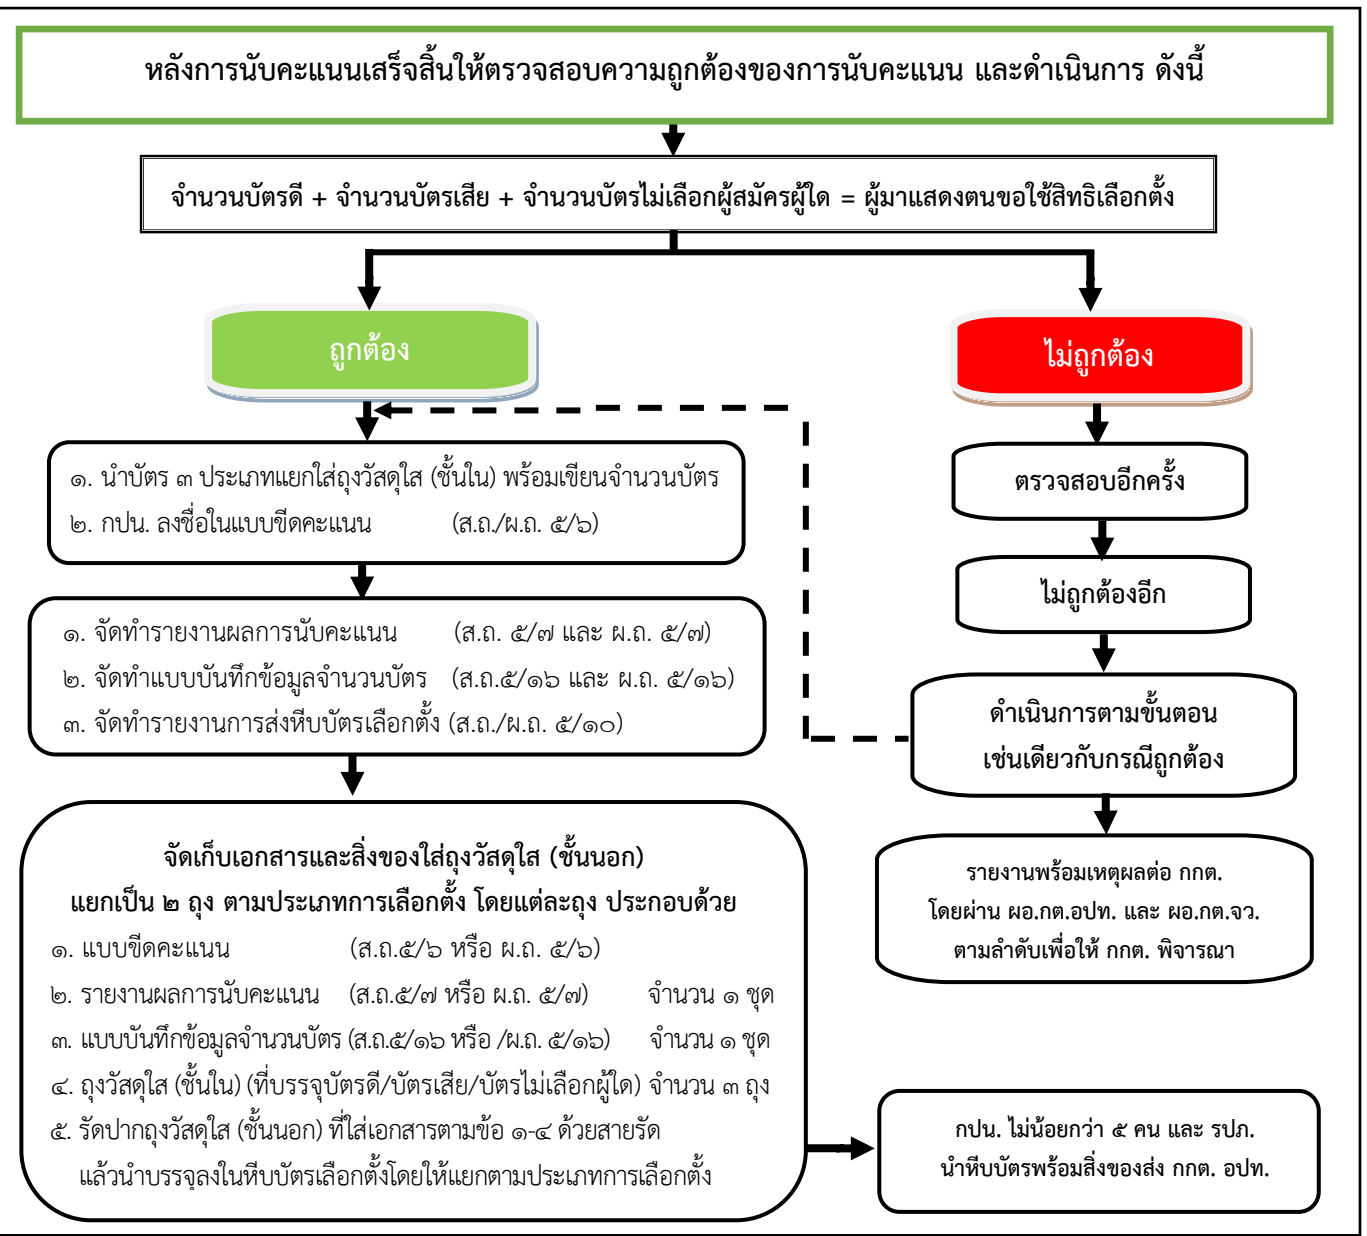 หลังการนับคะแนนเสร็จสิ้นให้ตรวจสอบความถูกต้องของการนับคะแนน และดำเนินการ ดังนี้
จำนวนบัตรดี + จำนวนบัตรเสีย + จำนวนบัตรไม่เลือกผู้สมัครผู้ใด = ผู้มาแสดงตนขอใช้สิทธิเลือกตั้ง
ถูกต้อง
๑. นำบัตร ๓ ประเภทแยกใส่ถุงวัสดุใส (ชั้นใน) พร้อมเขียนจำนวนบัตร
๒. กปน. ลงชื่อในแบบขีดคะแนน (ส.ถ./ผ.ถ. ๕/๖)
๑. จัดทำรายงานผลการนับคะแนน (ส.ถ. ๕/๗ และ ผ.ถ. ๕/๗)
๒. จัดทำแบบบันทึกข้อมูลจำนวนบัตร (ส.ถ.๕/๑๖ และ ผ.ถ. ๕/๑๖)
๓. จัดทำรายงานการส่งหีบบัตรเลือกตั้ง (ส.ถ./ผ.ถ. ๕/๑๐)
จัดเก็บเอกสารและสิ่งของใส่ถุงวัสดุใส (ชั้นนอก)
แยกเป็น ๒ ถุง ตามประเภทการเลือกตั้ง โดยแต่ละถุง ประกอบด้วย
๑. แบบขีดคะแนน (ส.ถ.๕/๖ หรือ ผ.ถ. ๕/๖)
๒. รายงานผลการนับคะแนน (ส.ถ.๕/๗ หรือ ผ.ถ. ๕/๗) จำนวน ๑ ชุด
๓. แบบบันทึกข้อมูลจำนวนบัตร (ส.ถ.๕/๑๖ หรือ /ผ.ถ. ๕/๑๖) จำนวน ๑ ชุด
๔. ถุงวัสดุใส (ชั้นใน) (ที่บรรจุบัตรดี/บัตรเสีย/บัตรไม่เลือกผู้ใด) จำนวน ๓ ถุง
๕. รัดปากถุงวัสดุใส (ชั้นนอก) ที่ใส่เอกสารตามข้อ ๑-๔ ด้วยสายรัด
แล้วนำบรรจุลงในหีบบัตรเลือกตั้งโดยให้แยกตามประเภทการเลือกตั้ง
ไม่ถูกต้อง
ตรวจสอบอีกครั้ง
ไม่ถูกต้องอีก
ดำเนินการตามขั้นตอน
เช่นเดียวกับกรณีถูกต้อง
รายงานพร้อมเหตุผลต่อ กกต.
โดยผ่าน ผอ.กต.อปท. และ ผอ.กต.จว.
ตามลำดับเพื่อให้ กกต. พิจารณา
กปน. ไม่น้อยกว่า ๕ คน และ รปภ.
นำหีบบัตรพร้อมสิ่งของส่ง กกต. อปท.